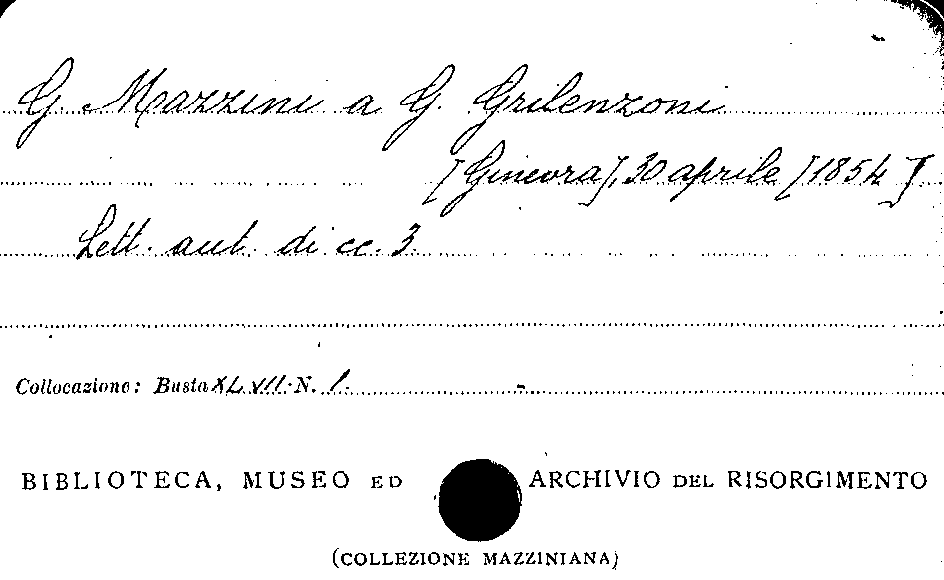 G. Mazzini a G. Grilenzoni
[Ginevra], 30 aprile [1854]
Lett. aut. di cc. 3.
Collocazione: Busta XLVII. N. 1.
BIBLIOTECA, MUSEO ED ARCHIVIO DEL RISORGIMENTO
(COLLEZIONE MAZZINIANA)